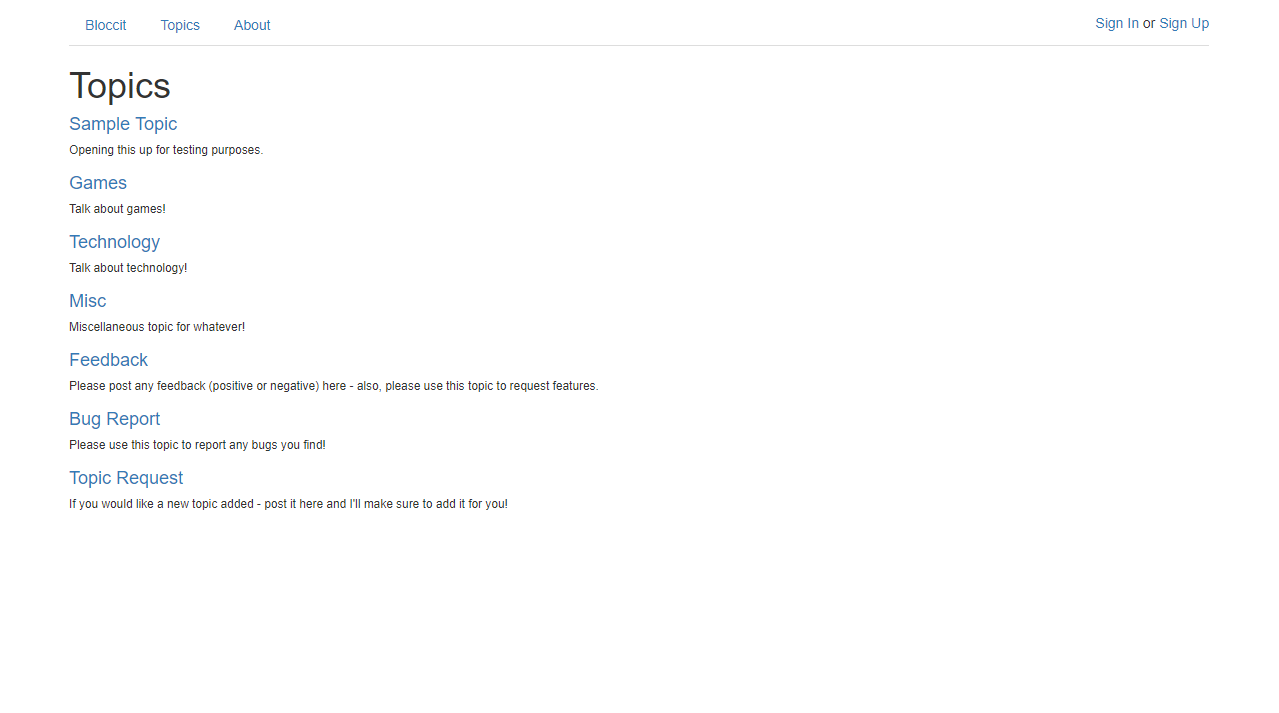 Bloccit Topics About Sign In or Sign Up
Topics
Sample Topic
Opening this up for testing purposes.
Games
Talk about games!
Technology
Talk about technology!
Misc
Miscellaneous topic for whatever!
Feedback
Please post any feedback (positive or negative) here - also, please use this topic to request features.
Bug Report
Please use this topic to report any bugs you find!
Topic Request
If you would like a new topic added - post it here and I'll make sure to add it for you!